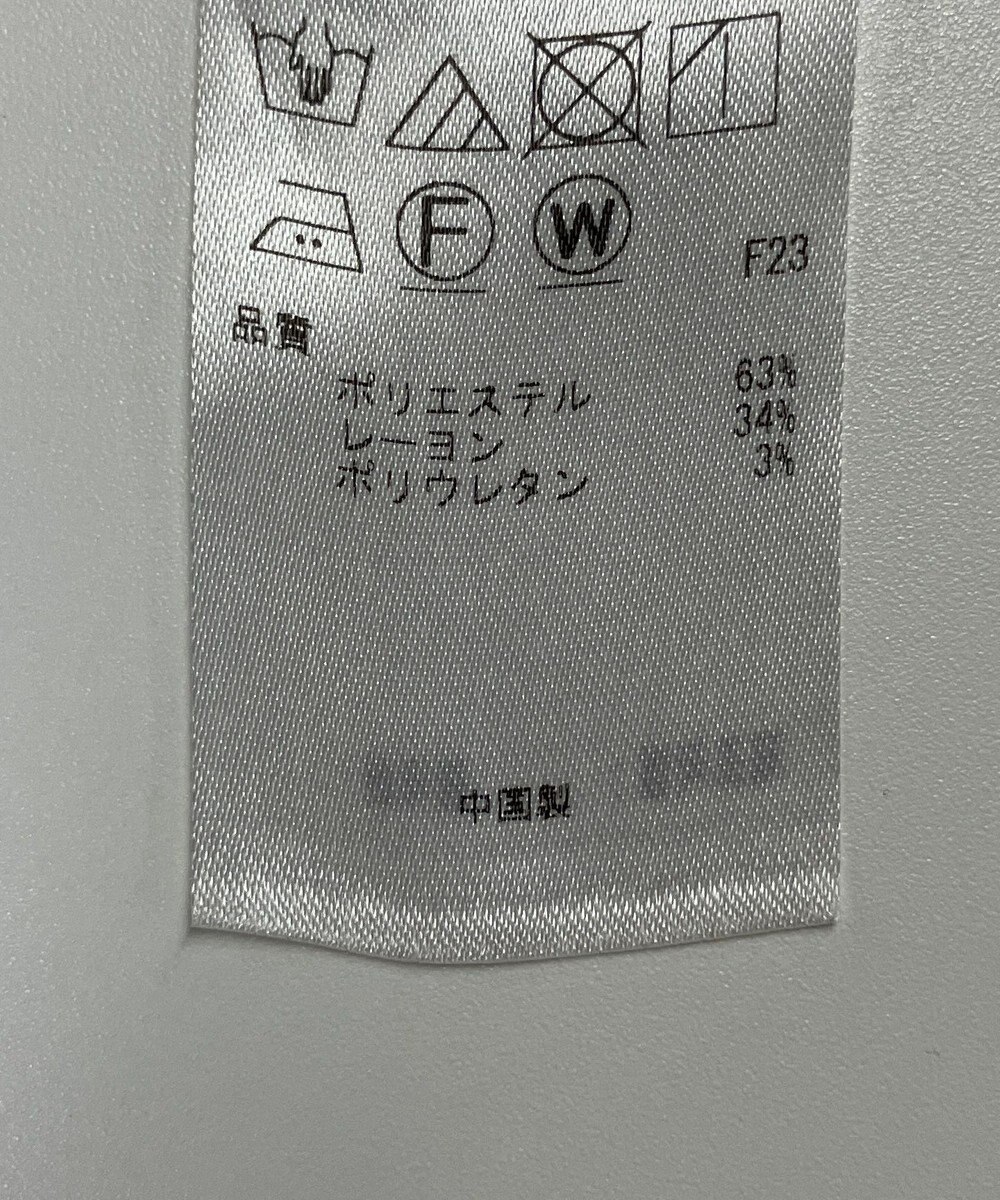 F W
F23
品質
ポリエステル 63%
レーヨン 34%
ポリウレタン 3%
中国製